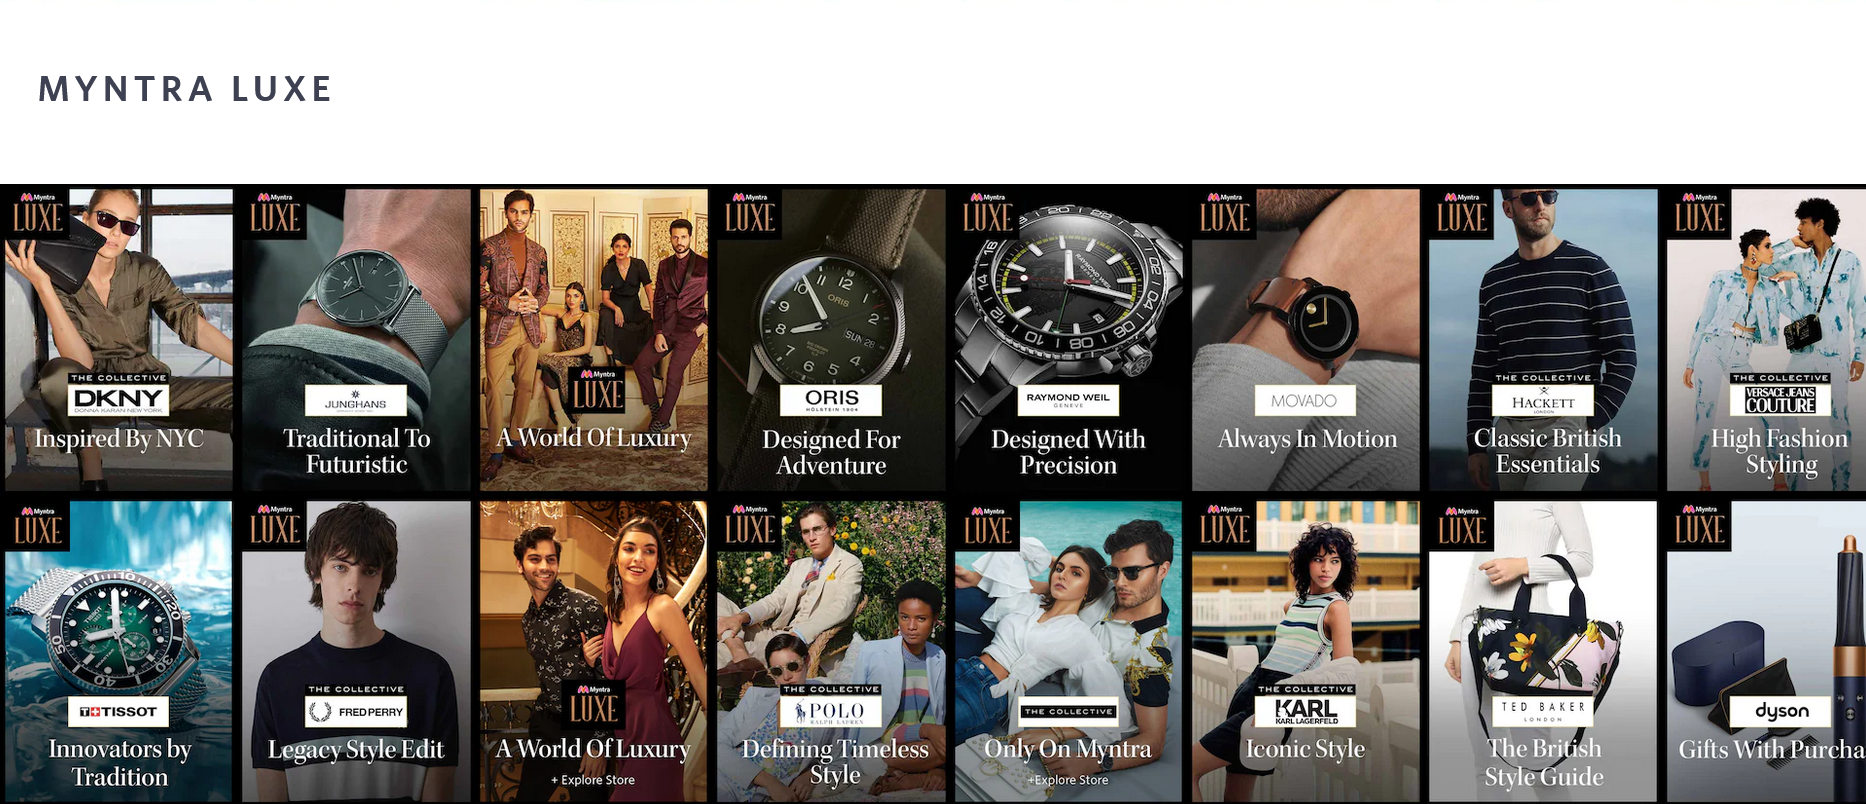 MYNTRA LUXE
Myntra
LUXE
THE COLLECTIVE
DKNY
DONNA KARAN NEW YORK
Inspired By NYC
Myntra
LUXE
JUNGHANS
Traditional To
Futuristic
Myntra
LUXE
A World Of Luxury
Myntra
LUXE
ORIS
SUN 28
ORIS
HÖLSTEIN 1904
Designed For
Adventure
Myntra
LUXE
RAYMOND WEIL
RAYMOND WEIL
GENEVE
Designed With
Precision
Myntra
LUXE
MOVADO
Always In Motion
Myntra
LUXE
THE COLLECTIVE
HACKETT
LONDON
Classic British
Essentials
Myntra
LUXE
THE COLLECTIVE
VERSACE JEANS
COUTURE
High Fashion
Styling
Myntra
LUXE
TISSOT
Innovators by
Tradition
Myntra
LUXE
THE COLLECTIVE
FRED PERRY
Legacy Style Edit
Myntra
LUXE
A World Of Luxury
+ Explore Store
Myntra
LUXE
THE COLLECTIVE
POLO
RALPH LAUREN
Defining Timeless
Style
Myntra
LUXE
THE COLLECTIVE
Only On Myntra
+Explore Store
Myntra
LUXE
THE COLLECTIVE
KARL
KARL LAGERFELD
Iconic Style
Myntra
LUXE
TED BAKER
LONDON
The British
Style Guide
Myntra
LUXE
dyson
Gifts With Purcha